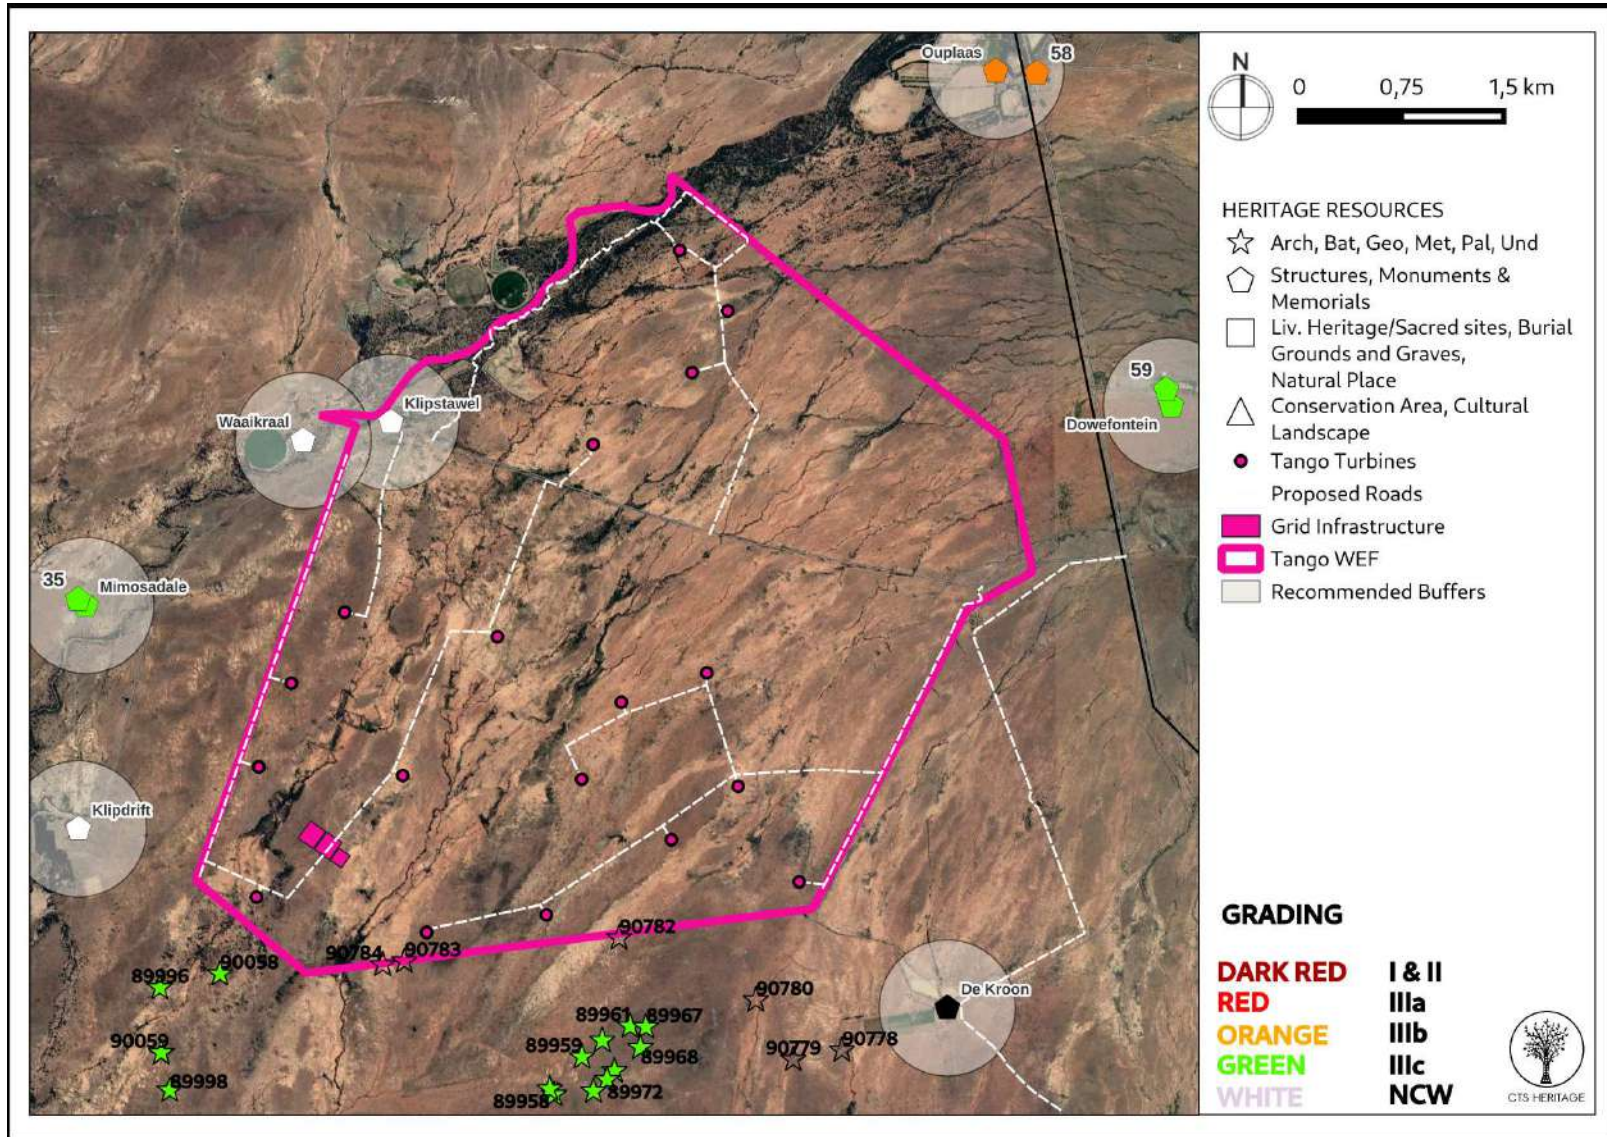 Ouplaas
58
Klipstawel
Waaikraal
59
Dowefontein
35
Mimosadale
Klipdrift
90782
90784
90783
90058
89996
90780
De Kroon
89961
89967
90059
89959
89968
90778
90779
89998
89958
89972
N
0 0,75 1,5 km
HERITAGE RESOURCES
Arch, Bat, Geo, Met, Pal, Und
Structures, Monuments &
Memorials
Liv. Heritage/Sacred sites, Burial
Grounds and Graves,
Natural Place
Conservation Area, Cultural
Landscape
Tango Turbines
Proposed Roads
Grid Infrastructure
Tango WEF
Recommended Buffers
GRADING
DARK RED I & II
RED IIIa
ORANGE IIIb
GREEN IIIc
WHITE NCW
CTS HERITAGE